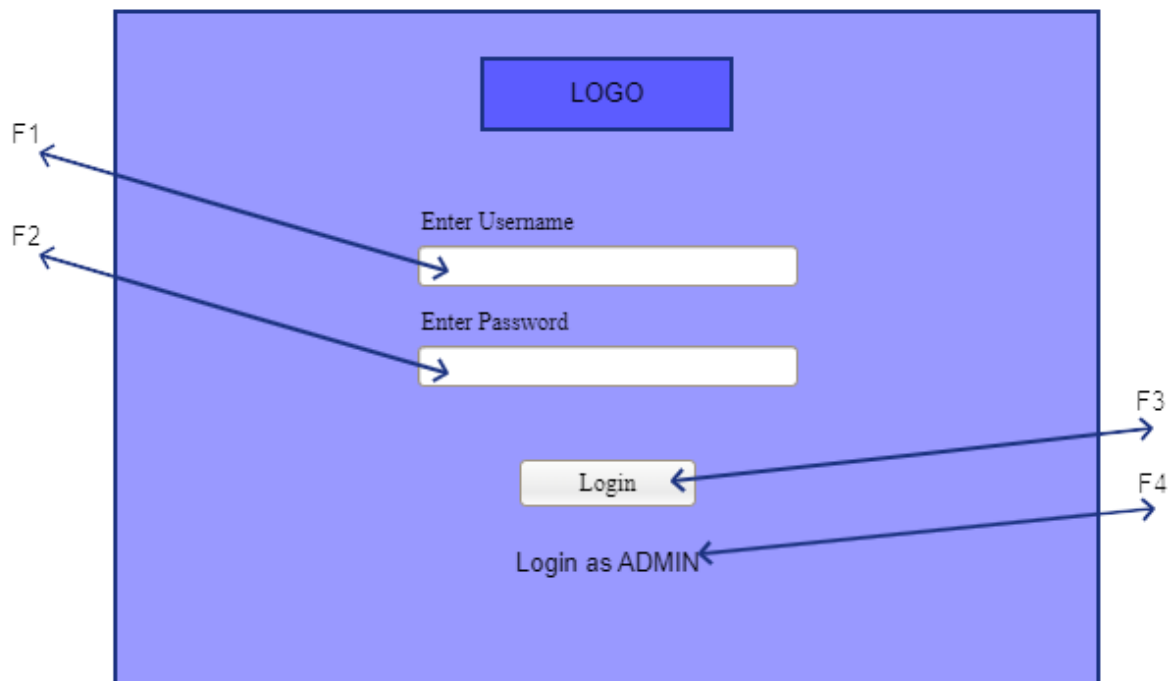 LOGO
F1
Enter Username
F2
Enter Password
F3
Login
F4
Login as ADMIN